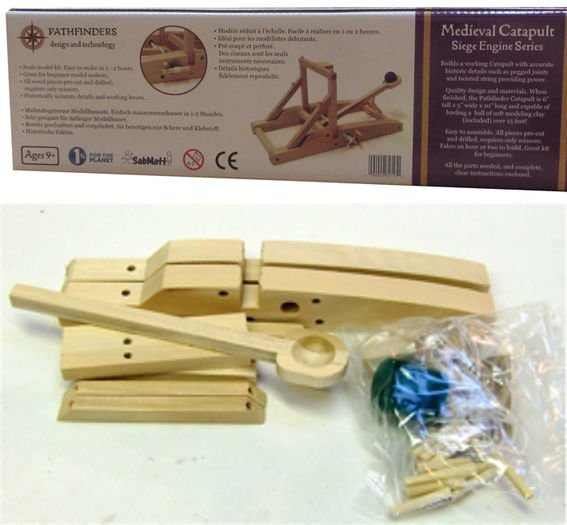 PATHFINDERS
design and technology
• Scale model kit. Easy to make in 1 - 2 hours.
• Great for beginner model makers.
• All wood pieces pre-cut and drilled;
requires only scissors.
• Historically accurate details and working levers.
• Maßstabsgetreuer Modellbausatz. Einfach zusammenzubauen in 1-2 Stunden.
• Sehr geeignet für Anfänger Modellbauer.
• Bereits geschnitten und vorgebohrt. Sie benötigen nur Schere und Klebstoff.
• Historische Fakten.
Ages 9+
1%
FOR THE
PLANET
SabMatt
0-3
CE
• Modèle réduit à l'échelle. Facile à réaliser en 1 ou 2 heures.
• Idéal pour les modélistes débutants.
• Pré coupé et perforé.
Des ciseaux sont les seuls
instruments nécessaires.
• Détails historiques
fidèlement reproduits.
Medieval Catapult
Siege Engine Series
Builds a working Catapult with accurate
historic details such as pegged joints
and twisted string providing power.
Quality design and materials. When
finished, the Pathfinder Catapult is 6"
tall x 5" wide x 10" long and capable of
hurling a ball of soft modeling clay
(included) over 15 feet!
Easy to assemble. All pieces pre-cut
and drilled, requires only scissors.
Takes an hour or two to build. Great kit
for beginners.
All the parts needed, and complete,
clear instructions enclosed.